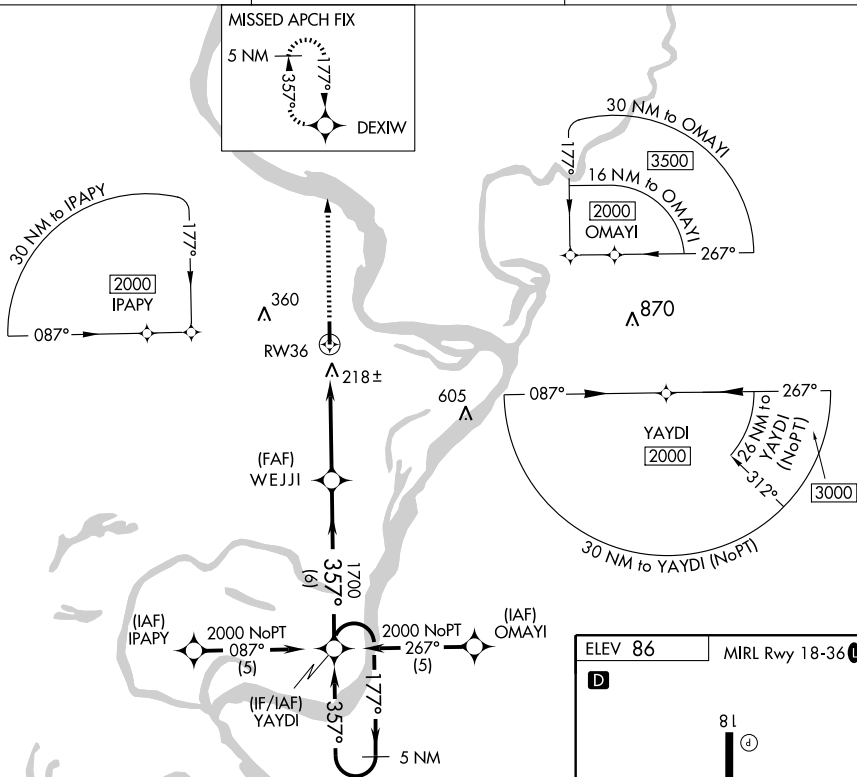 MISSED APCH FIX
5 NM
357°
177°
DEXIW
30 NM to OMAYI
3500
177°
16 NM to OMAYI
2000
OMAYI
267°
30 NM to IPAPY
177°
2000
IPAPY
087°
360
870
RW36
218±
605
087°
267°
YAYDI
2000
26 NM to
YAYDI
(NoPT)
312°
3000
30 NM to YAYDI (NoPT)
(FAF)
WEJJI
1700
357°
(6)
(IAF)
IPAPY
2000 NoPT
087°
(5)
2000 NoPT
267°
(5)
(IAF)
OMAYI
(IF/IAF)
YAYDI
357°
177°
5 NM
ELEV 86
MIRL Rwy 18-36 L
D
18
P